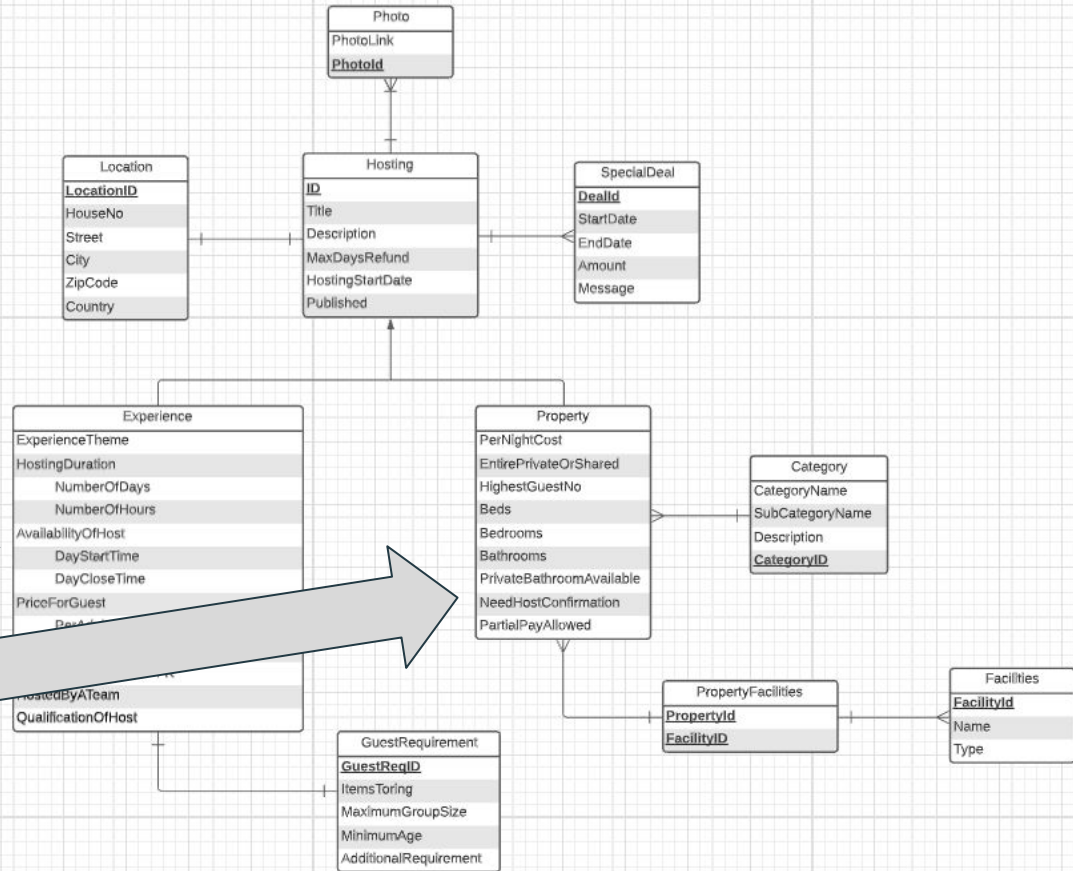 Photo
PhotoLink
PhotoId
Location
LocationID
HouseNo
Street
City
ZipCode
Country
Hosting
ID
Title
Description
MaxDaysRefund
HostingStartDate
Published
SpecialDeal
DealId
StartDate
EndDate
Amount
Message
Experience
ExperienceTheme
HostingDuration
NumberOfDays
NumberOfHours
AvailabilityOfHost
DayStartTime
DayCloseTime
PriceForGuest
HostedByATeam
QualificationOfHost
Property
PerNightCost
EntirePrivateOrShared
HighestGuestNo
Beds
Bedrooms
Bathrooms
PrivateBathroomAvailable
NeedHostConfirmation
PartialPayAllowed
Category
CategoryName
SubCategoryName
Description
CategoryID
PropertyFacilities
PropertyId
FacilityID
Facilities
FacilityId
Name
Type
GuestRequirement
GuestReqID
ItemsToring
MaximumGroupSize
MinimumAge
AdditionalRequirement